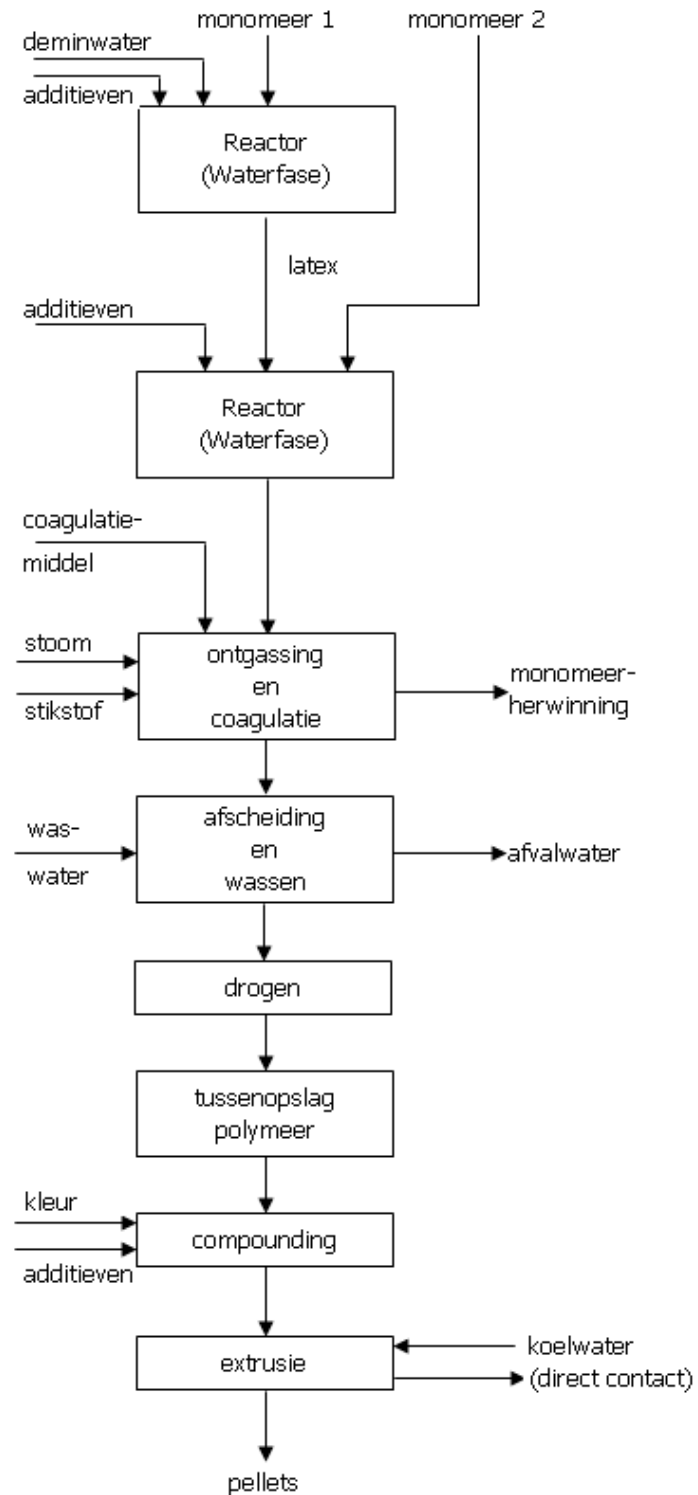 monomeer 1
monomeer 2
deminwater
additieven
Reactor
(Waterfase)
latex
additieven
Reactor
(Waterfase)
coagulatie-
middel
stoom
stikstof
ontgassing
en
coagulatie
monomeer-
herwinning
was-
water
afscheiding
en
wassen
afvalwater
drogen
tussenopslag
polymeer
kleur
additieven
compounding
extrusie
koelwater
(direct contact)
pellets